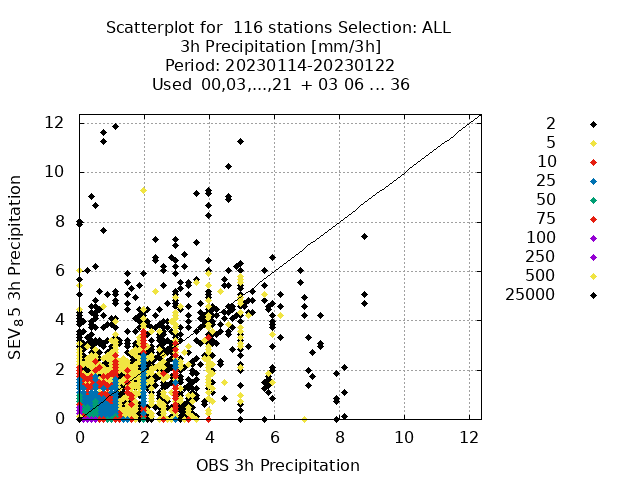 Scatterplot for  116 stations Selection: ALL
3h Precipitation [mm/3h]
Period: 20230114-20230122
Used  00,03,...,21  + 03 06 ... 36
SEV₈5 3h Precipitation
12
10
8
6
4
2
0
0 2 4 6 8 10 12
OBS 3h Precipitation
2
5
10
25
50
75
100
250
500
25000